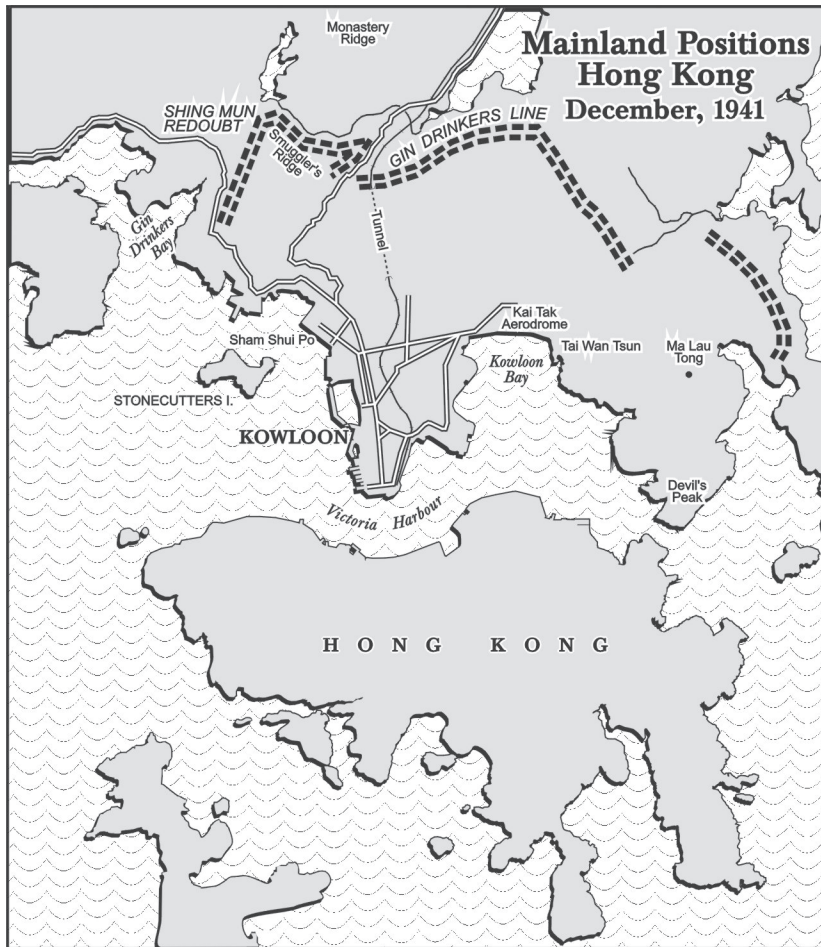 Monastery
Ridge
Mainland Positions
Hong Kong
December, 1941
SHING MUN
REDOUBT
Smuggler's
Ridge
GIN DRINKERS LINE
Gin
Drinkers
Bay
Tunnel
Kai Tak
Aerodrome
Sham Shui Po
Tai Wan Tsun
Ma Lau
Tong
Kowloon
Bay
STONECUTTERS I.
KOWLOON
Devil's
Peak
Victoria Harbour
HONG KONG